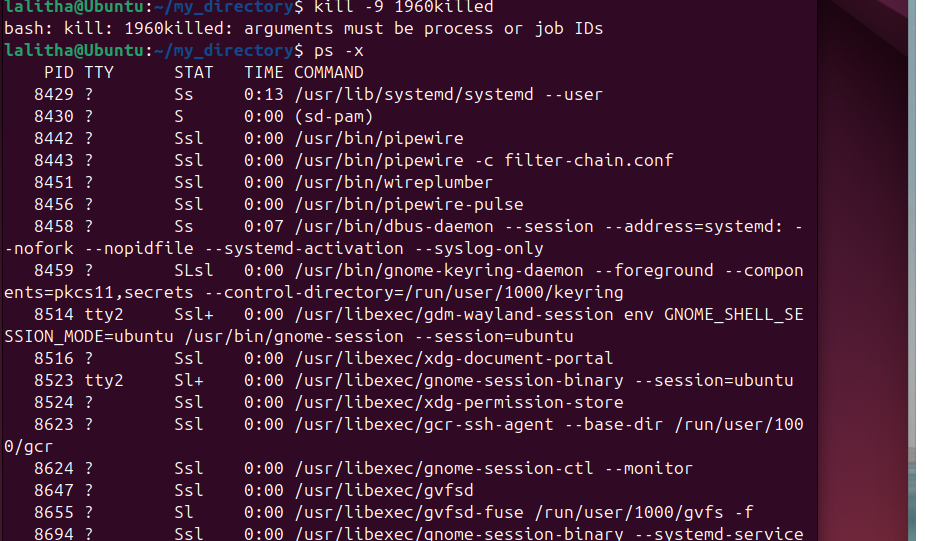 lalitha@Ubuntu:~/my_directory$ kill -9 1960killed
bash: kill: 1960killed: arguments must be process or job IDs
lalitha@Ubuntu:~/my_directory$ ps -x
    PID TTY      STAT   TIME COMMAND
   8429 ?        Ss     0:13 /usr/lib/systemd/systemd --user
   8430 ?        S      0:00 (sd-pam)
   8442 ?        Ssl    0:00 /usr/bin/pipewire
   8443 ?        Ssl    0:00 /usr/bin/pipewire -c filter-chain.conf
   8451 ?        Ssl    0:00 /usr/bin/wireplumber
   8456 ?        Ssl    0:00 /usr/bin/pipewire-pulse
   8458 ?        Ss     0:07 /usr/bin/dbus-daemon --session --address=systemd: -
-nofork --nopidfile --systemd-activation --syslog-only
   8459 ?        SLsl   0:00 /usr/bin/gnome-keyring-daemon --foreground --compon
ents=pkcs11,secrets --control-directory=/run/user/1000/keyring
   8514 tty2     Ssl+   0:00 /usr/libexec/gdm-wayland-session env GNOME_SHELL_SE
SSION_MODE=ubuntu /usr/bin/gnome-session --session=ubuntu
   8516 ?        Ssl    0:00 /usr/libexec/xdg-document-portal
   8523 tty2     Sl+    0:00 /usr/libexec/gnome-session-binary --session=ubuntu
   8524 ?        Ssl    0:00 /usr/libexec/xdg-permission-store
   8623 ?        Ssl    0:00 /usr/libexec/gcr-ssh-agent --base-dir /run/user/100
0/gcr
   8624 ?        Ssl    0:00 /usr/libexec/gnome-session-ctl --monitor
   8647 ?        Ssl    0:00 /usr/libexec/gvfsd
   8655 ?        Sl     0:00 /usr/libexec/gvfsd-fuse /run/user/1000/gvfs -f
   8694 ?        Ssl    0:00 /usr/libexec/gnome-session-binary --systemd-service